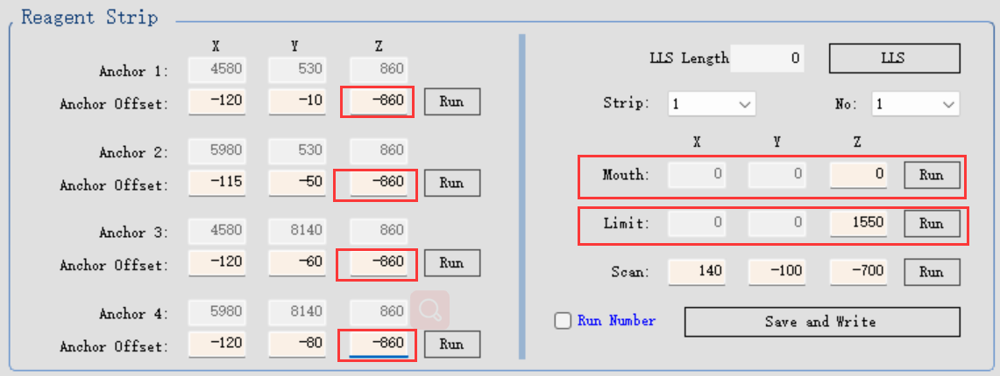 Reagent Strip
X Y Z
Anchor 1: 4580 530 860
Anchor Offset: -120 -10 -860 Run
Anchor 2: 5980 530 860
Anchor Offset: -115 -50 -860 Run
Anchor 3: 4580 8140 860
Anchor Offset: -120 -60 -860 Run
Anchor 4: 5980 8140 860
Anchor Offset: -120 -80 -860 Run
LLS Length 0 LLS
Strip: 1 No: 1
X Y Z
Mouth: 0 0 0 Run
Limit: 0 0 1550 Run
Scan: 140 -100 -700 Run
Run Number Save and Write